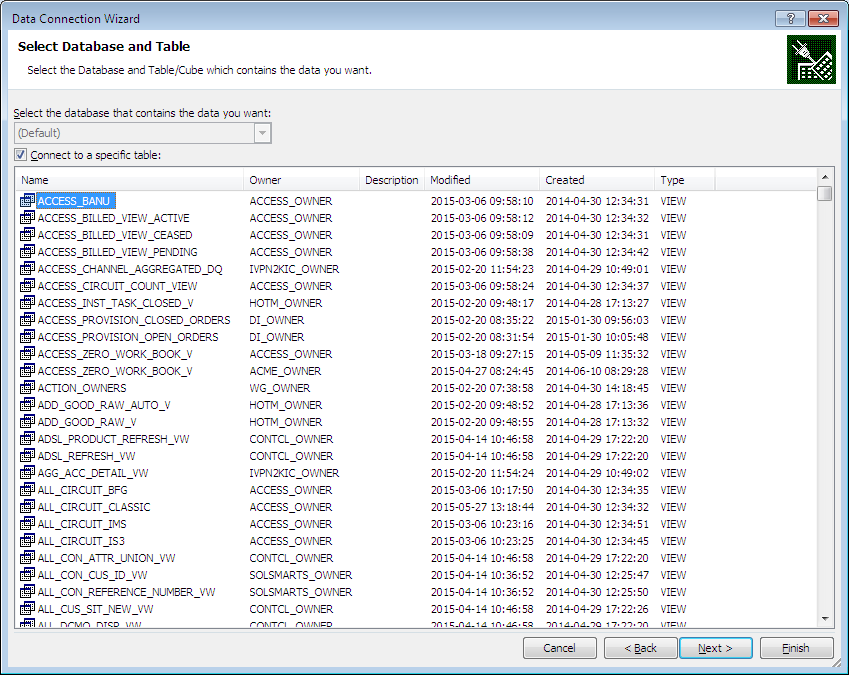 Data Connection Wizard
?
Select Database and Table
Select the Database and Table/Cube which contains the data you want.
Select the database that contains the data you want:
(Default)
Connect to a specific table:
Name Owner Description Modified Created Type
ACCESS_BANU ACCESS_OWNER 2015-03-06 09:58:10 2014-04-30 12:34:31 VIEW
ACCESS_BILLED_VIEW_ACTIVE ACCESS_OWNER 2015-03-06 09:58:12 2014-04-30 12:34:32 VIEW
ACCESS_BILLED_VIEW_CEASED ACCESS_OWNER 2015-03-06 09:58:09 2014-04-30 12:34:31 VIEW
ACCESS_BILLED_VIEW_PENDING ACCESS_OWNER 2015-03-06 09:58:38 2014-04-30 12:34:42 VIEW
ACCESS_CHANNEL_AGGREGATED_DQ IVPN2KIC_OWNER 2015-02-20 11:54:23 2014-04-29 10:49:01 VIEW
ACCESS_CIRCUIT_COUNT_VIEW ACCESS_OWNER 2015-03-06 09:58:24 2014-04-30 12:34:37 VIEW
ACCESS_INST_TASK_CLOSED_V HOTM_OWNER 2015-02-20 09:48:17 2014-04-28 17:13:27 VIEW
ACCESS_PROVISION_CLOSED_ORDERS DI_OWNER 2015-02-20 08:35:22 2015-01-30 09:56:03 VIEW
ACCESS_PROVISION_OPEN_ORDERS DI_OWNER 2015-02-20 08:31:54 2015-01-30 10:05:48 VIEW
ACCESS_ZERO_WORK_BOOK_V ACCESS_OWNER 2015-03-18 09:27:15 2014-05-09 11:35:32 VIEW
ACCESS_ZERO_WORK_BOOK_V ACME_OWNER 2015-04-27 08:24:45 2014-06-10 08:29:28 VIEW
ACTION_OWNERS WG_OWNER 2015-02-20 07:38:58 2014-04-30 14:18:45 VIEW
ADD_GOOD_RAW_AUTO_V HOTM_OWNER 2015-02-20 09:48:52 2014-04-28 17:13:36 VIEW
ADD_GOOD_RAW_V HOTM_OWNER 2015-02-20 09:48:55 2014-04-28 17:13:32 VIEW
ADSL_PRODUCT_REFRESH_VW CONTCL_OWNER 2015-04-14 10:46:58 2014-04-29 17:22:20 VIEW
ADSL_REFRESH_VW CONTCL_OWNER 2015-04-14 10:46:58 2014-04-29 17:22:20 VIEW
AGG_ACC_DETAIL_VW IVPN2KIC_OWNER 2015-02-20 11:54:24 2014-04-29 10:49:02 VIEW
ALL_CIRCUIT_BFG ACCESS_OWNER 2015-03-06 10:17:50 2014-04-30 12:34:35 VIEW
ALL_CIRCUIT_CLASSIC ACCESS_OWNER 2015-05-27 13:18:44 2014-04-30 12:34:32 VIEW
ALL_CIRCUIT_IMS ACCESS_OWNER 2015-03-06 10:23:16 2014-04-30 12:34:51 VIEW
ALL_CIRCUIT_IS3 ACCESS_OWNER 2015-03-06 10:23:25 2014-04-30 12:34:45 VIEW
ALL_CON_ATTR_UNION_VW CONTCL_OWNER 2015-04-14 10:46:58 2014-04-29 17:22:20 VIEW
ALL_CON_CUS_ID_VW SOLSMARTS_OWNER 2015-04-14 10:36:52 2014-04-30 12:25:47 VIEW
ALL_CON_REFERENCE_NUMBER_VW SOLSMARTS_OWNER 2015-04-14 10:36:52 2014-04-30 12:25:50 VIEW
ALL_CUS_SIT_NEW_VW CONTCL_OWNER 2015-04-14 10:46:58 2014-04-29 17:22:26 VIEW
ALL_DCMO_DISP_VW CONTCL_OWNER 2015-04-14 10:46:58 2014-04-29 17:22:20 VIEW
Cancel < Back Next > Finish